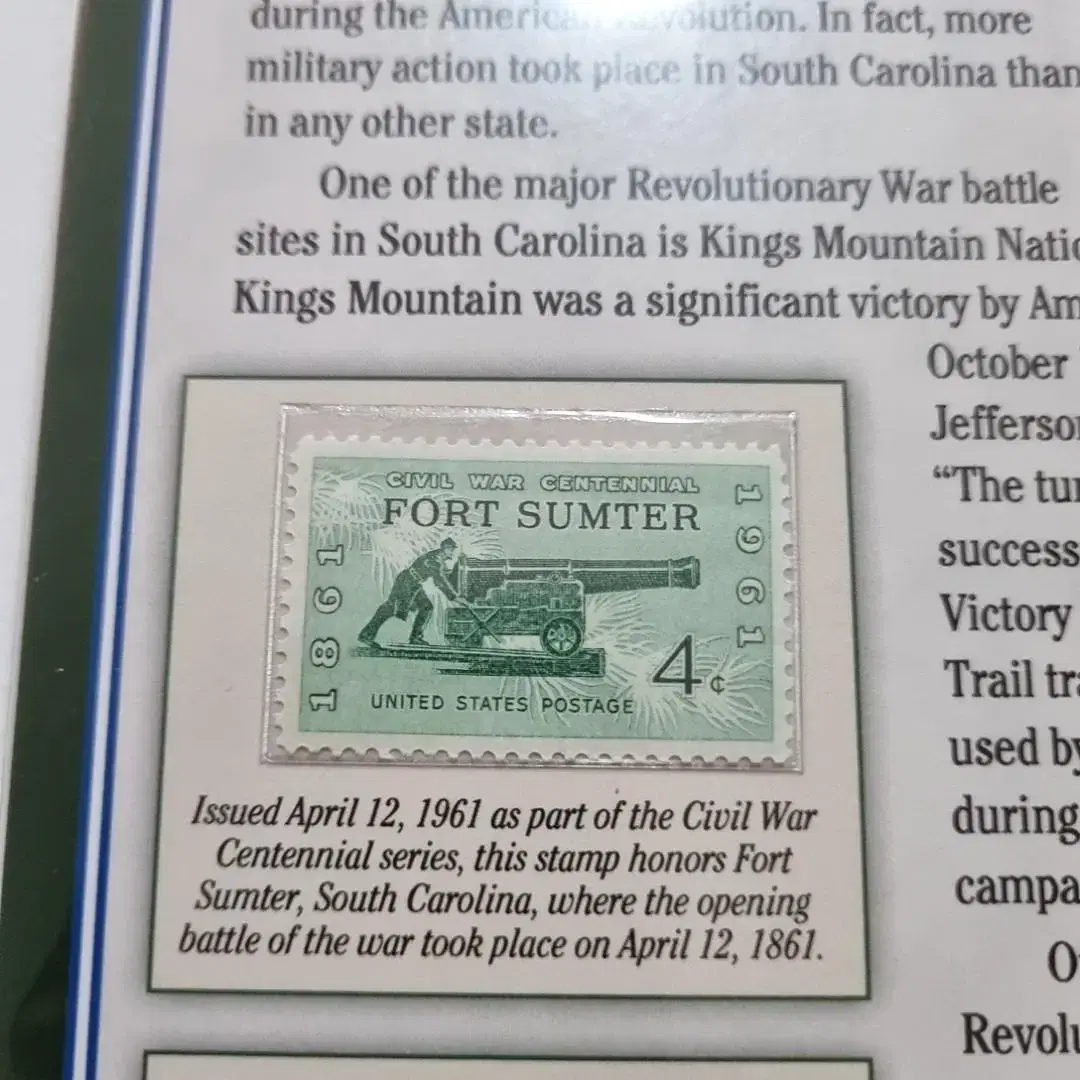 during the American Revolution. In fact, more
military action took place in South Carolina than
in any other state.
One of the major Revolutionary War battle
sites in South Carolina is Kings Mountain
Kings Mountain was a significant victory by
October
"The
success
Victory
Trail
used by
during
CIVIL WAR CENTENNIAL
FORT SUMTER
1861
1961
4¢
UNITED STATES POSTAGE
Issued April 12, 1961 as part of the Civil War
Centennial series, this stamp honors Fort
Sumter, South Carolina, where the opening
battle of the war took place on April 12, 1861.